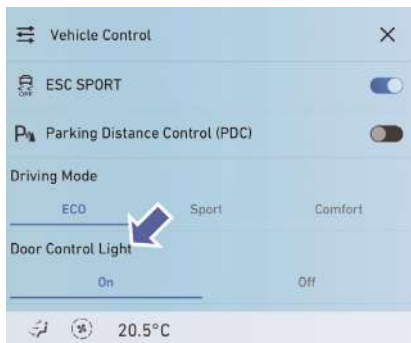 Vehicle Control
OFF
ESC SPORT
P Parking Distance Control (PDC)
Driving Mode
ECO Sport Comfort
Door Control Light
On Off
20.5°C